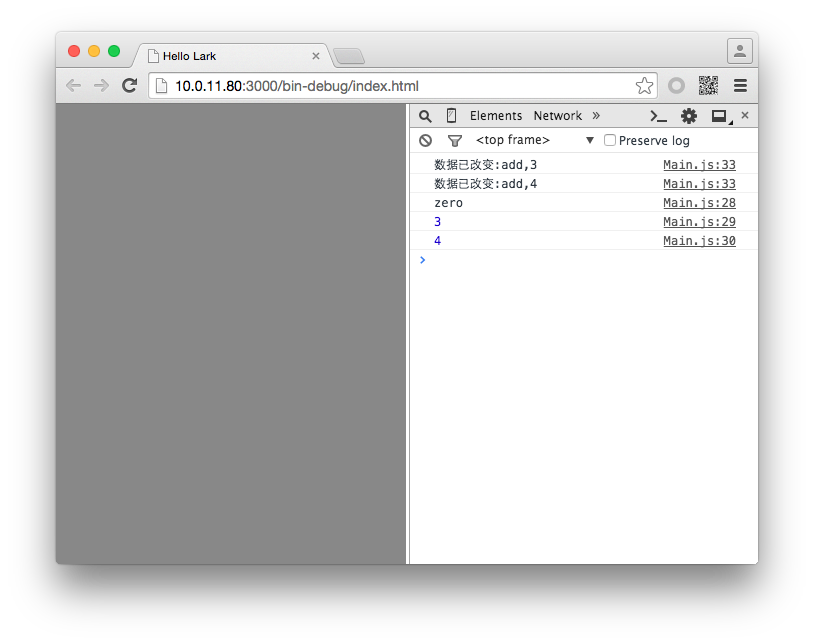 Hello Lark
10.0.11.80:3000/bin-debug/index.html
Elements Network »
<top frame> Preserve log
数据已改变:add,3 Main.js:33
数据已改变:add,4 Main.js:33
zero Main.js:28
3 Main.js:29
4 Main.js:30